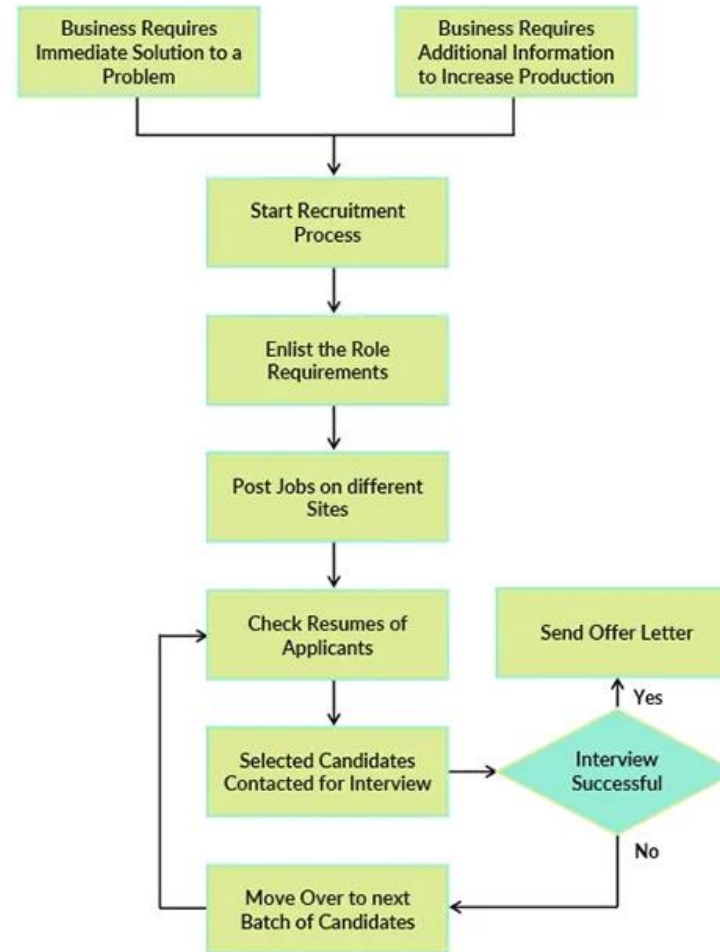 Business Requires
Immediate Solution to a
Problem
Business Requires
Additional Information
to Increase Production
Start Recruitment
Process
Enlist the Role
Requirements
Post Jobs on different
Sites
Check Resumes of
Applicants
Send Offer Letter
Yes
Selected Candidates
Contacted for Interview
Interview
Successful
No
Move Over to next
Batch of Candidates